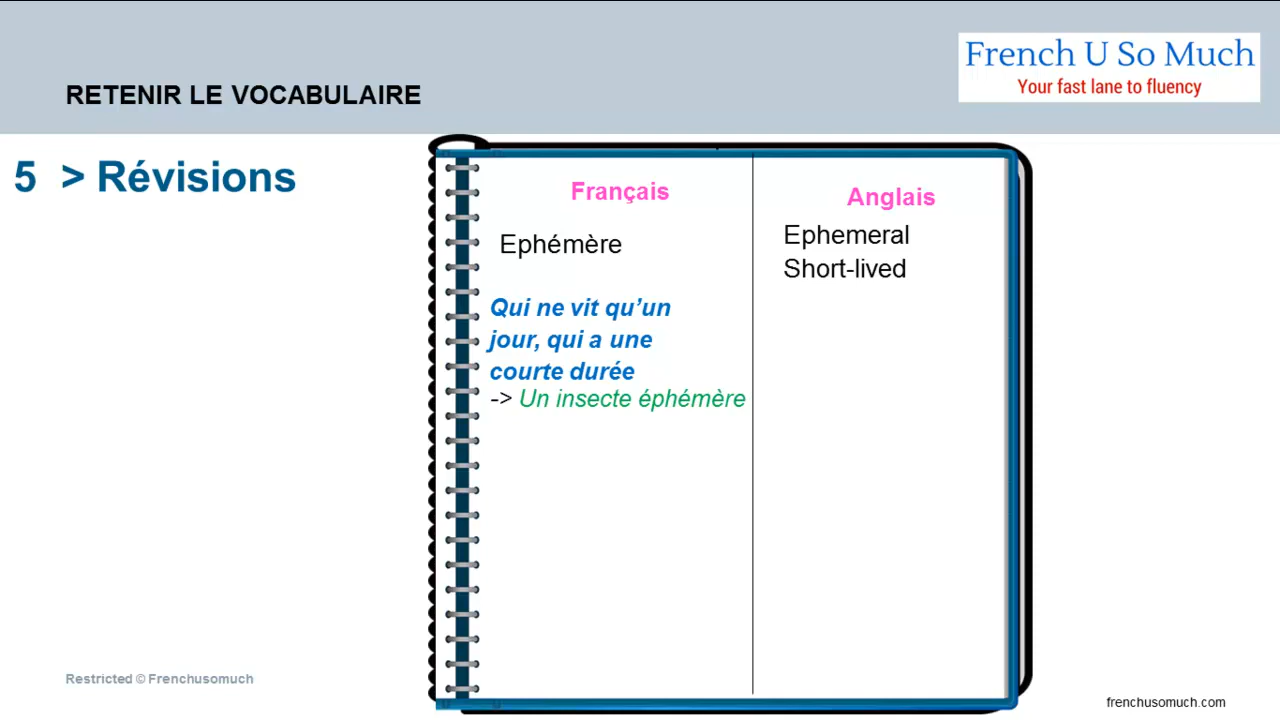 French U So Much
Your fast lane to fluency
RETENIR LE VOCABULAIRE
5 > Révisions
Français
Ephémère
Qui ne vit qu’un
jour, qui a une
courte durée
-> Un insecte éphémère
Anglais
Ephemeral
Short-lived
Restricted © Frenchusomuch
frenchusomuch.com